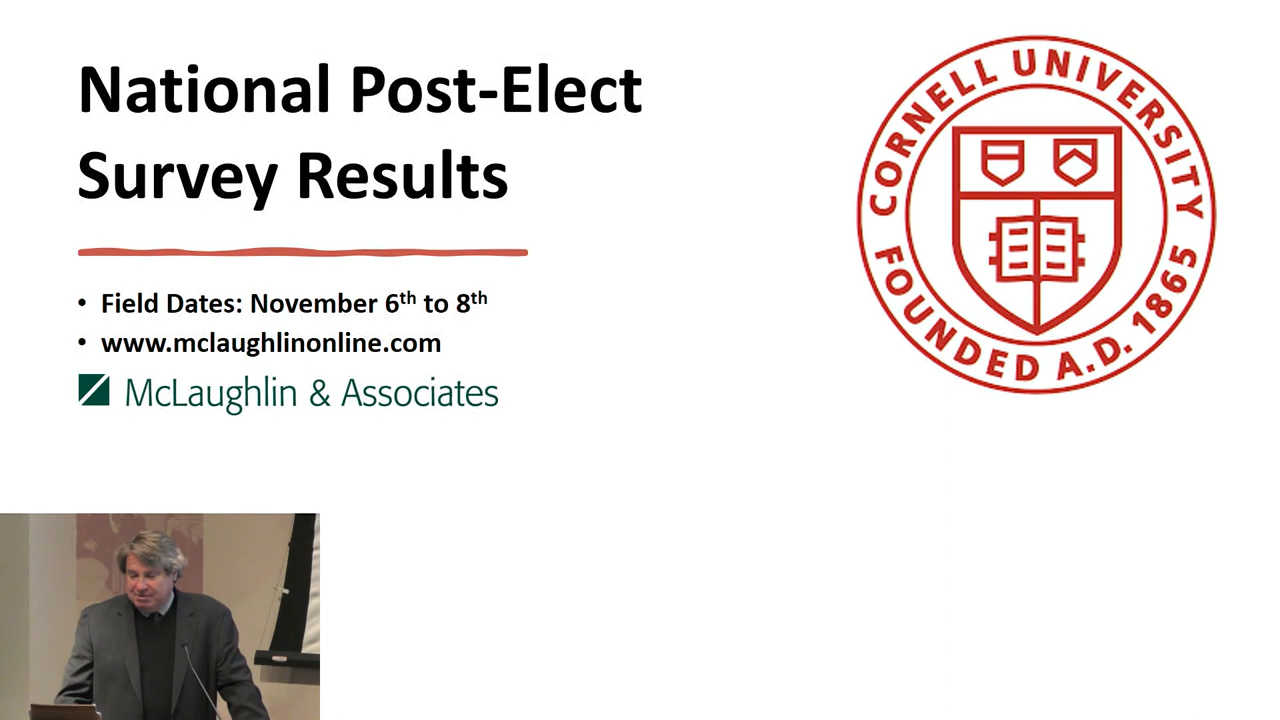 National Post-Elect
Survey Results
• Field Dates: November 6th to 8th
• www.mclaughlinonline.com
McLaughlin & Associates
CORNELL UNIVERSITY
FOUNDED A.D. 1865